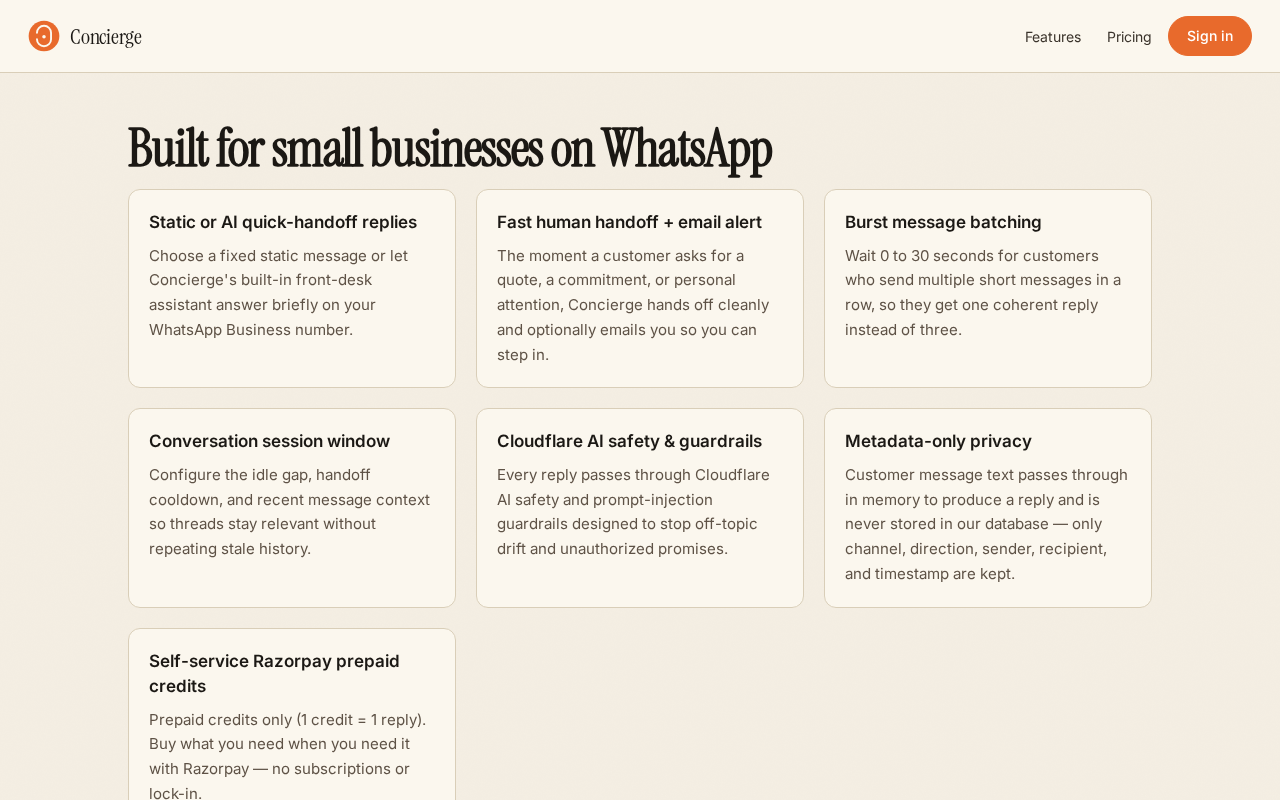 Concierge
Features
Pricing
Sign in
Built for small businesses on WhatsApp
Static or AI quick-handoff replies
Choose a fixed static message or let
Concierge's built-in front-desk
assistant answer briefly on your
WhatsApp Business number.
Fast human handoff + email alert
The moment a customer asks for a
quote, a commitment, or personal
attention, Concierge hands off cleanly
and optionally emails you so you can
step in.
Burst message batching
Wait 0 to 30 seconds for customers
who send multiple short messages in a
row, so they get one coherent reply
instead of three.
Conversation session window
Configure the idle gap, handoff
cooldown, and recent message context
so threads stay relevant without
repeating stale history.
Cloudflare AI safety & guardrails
Every reply passes through Cloudflare
AI safety and prompt-injection
guardrails designed to stop off-topic
drift and unauthorized promises.
Metadata-only privacy
Customer message text passes through
in memory to produce a reply and is
never stored in our database — only
channel, direction, sender, recipient,
and timestamp are kept.
Self-service Razorpay prepaid
credits
Prepaid credits only (1 credit = 1 reply).
Buy what you need when you need it
with Razorpay — no subscriptions or
lock-in.